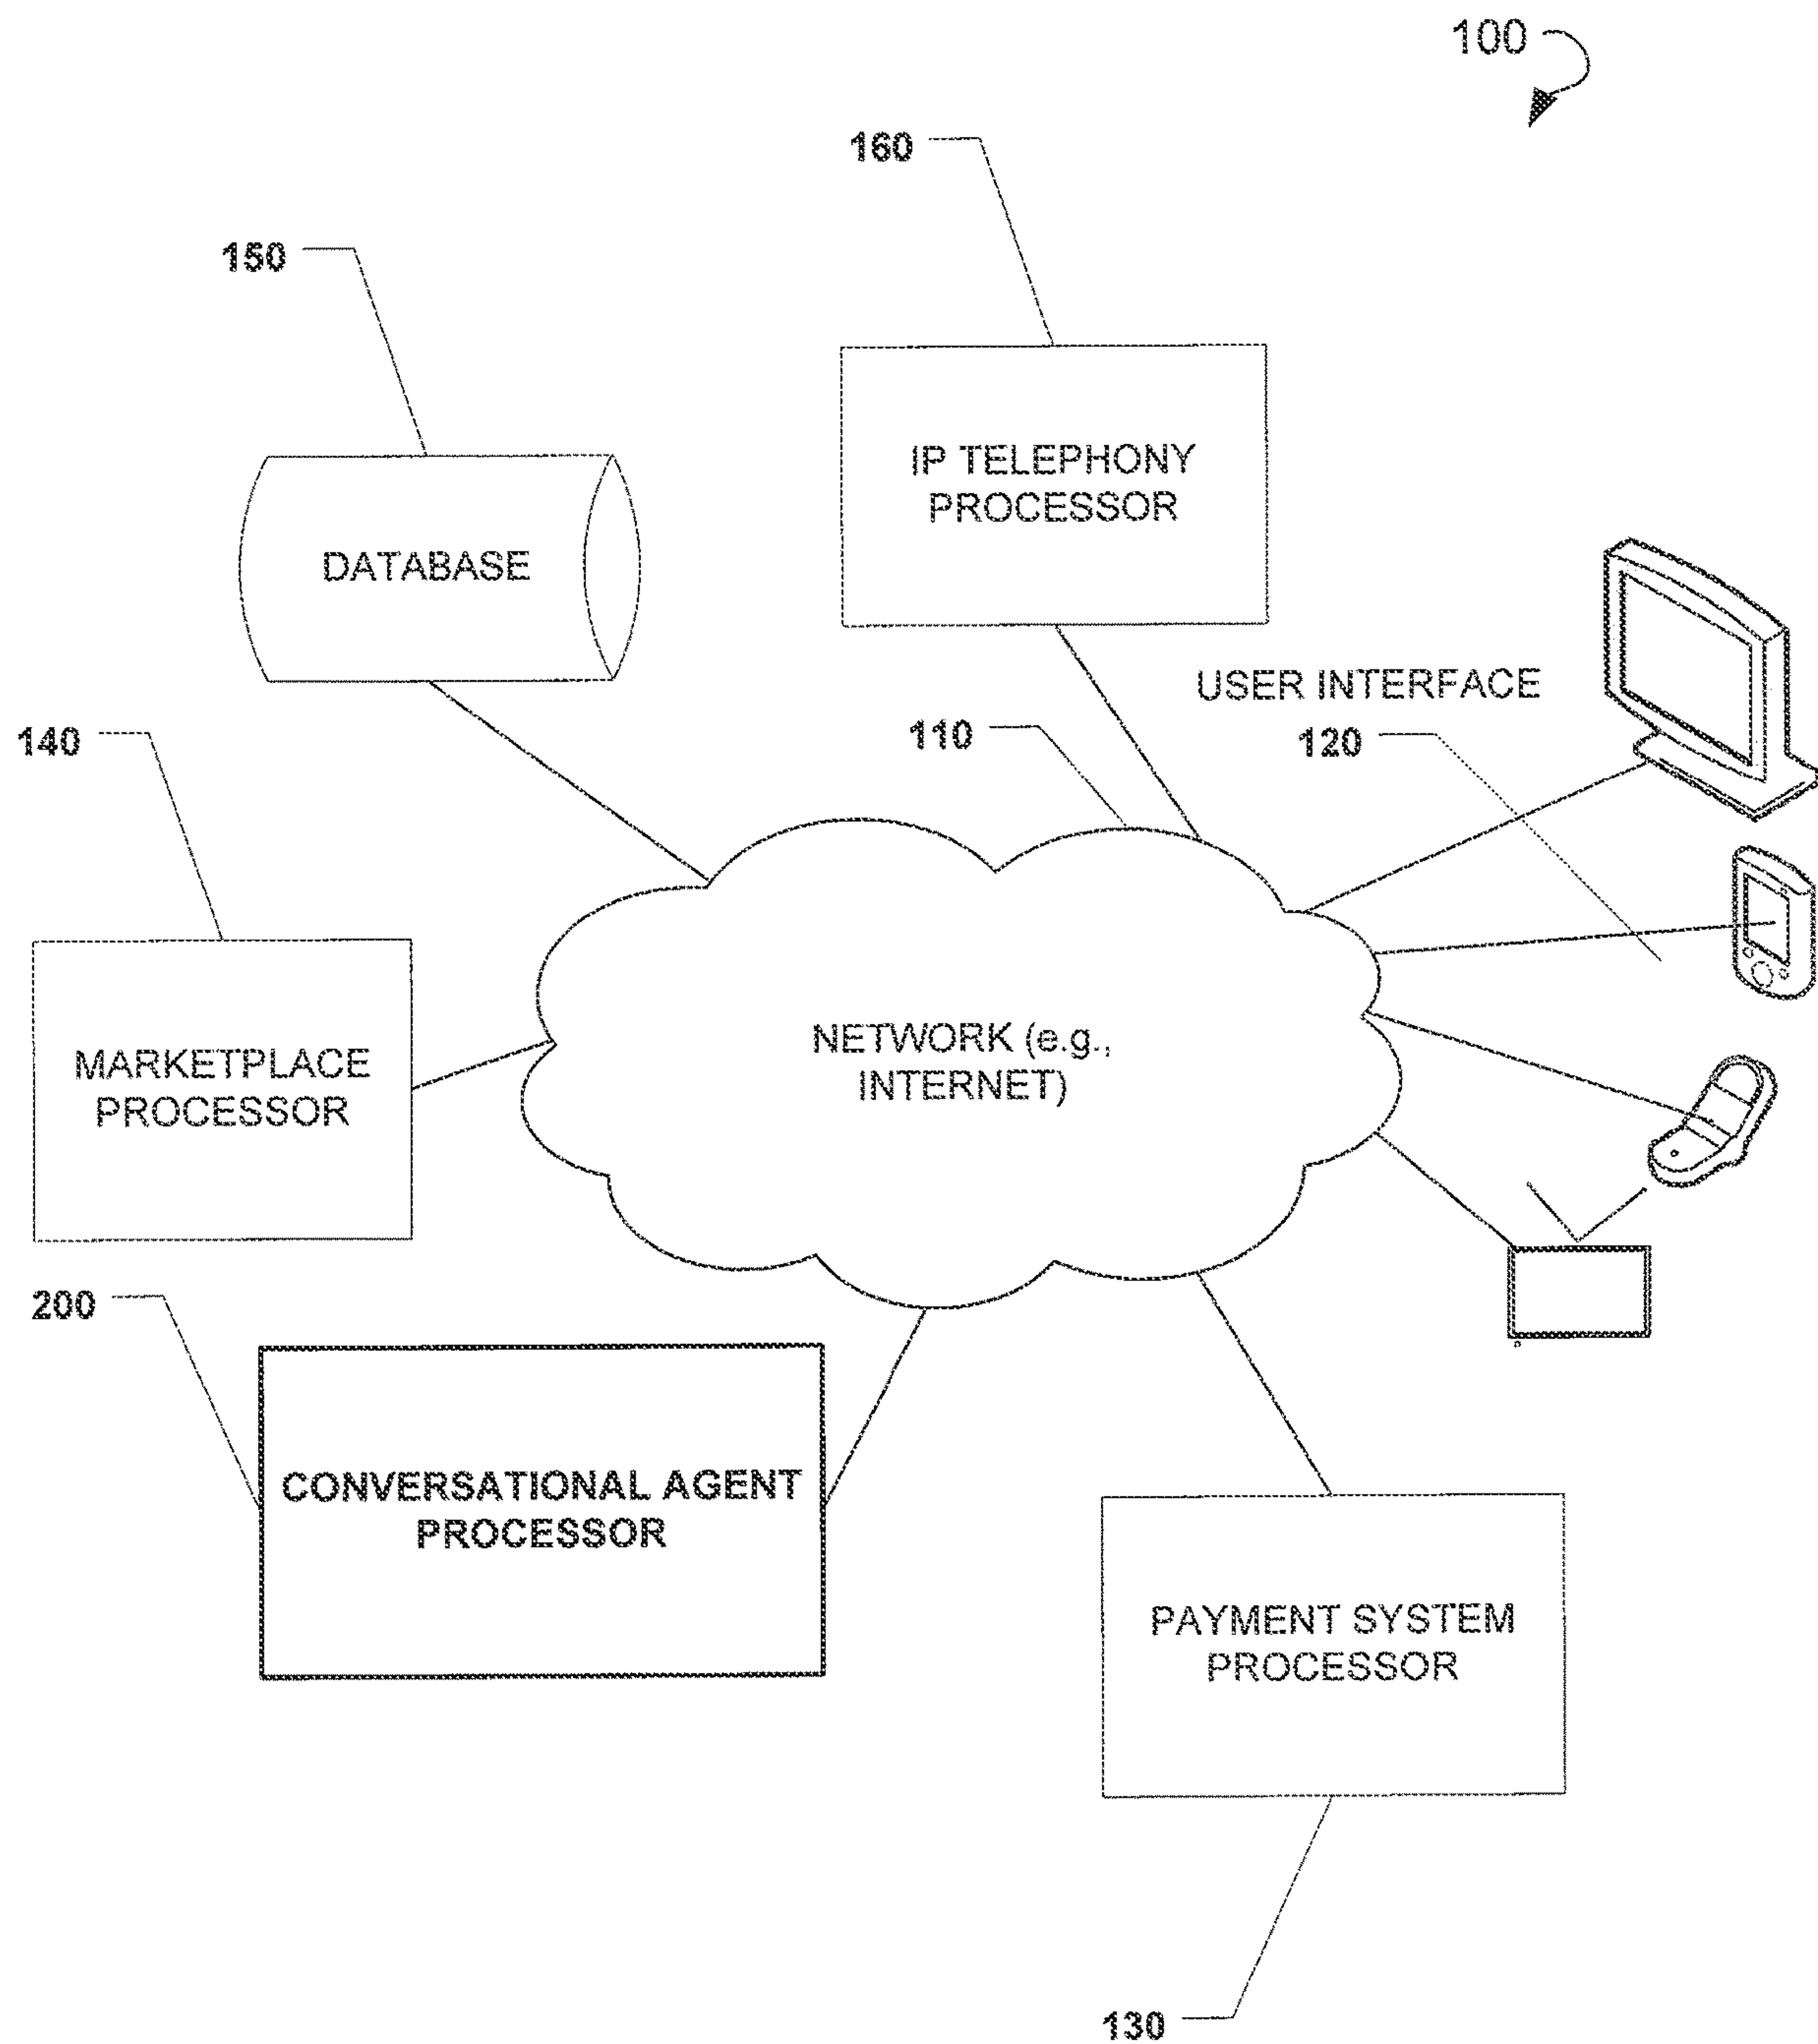 100
160
150
IP TELEPHONY
PROCESSOR
DATABASE
USER INTERFACE
140
110
120
NETWORK (e.g.,
INTERNET)
MARKETPLACE
PROCESSOR
200
CONVERSATIONAL AGENT
PROCESSOR
PAYMENT SYSTEM
PROCESSOR
130